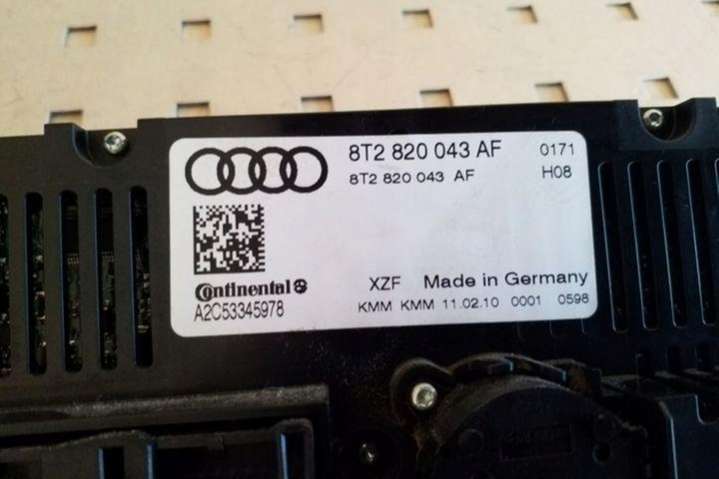 8T2 820 043 AF 0171
8T2 820 043 AF H08
Continental
A2C53345978
XZF Made in Germany
KMM KMM 11.02.10 0001 0598